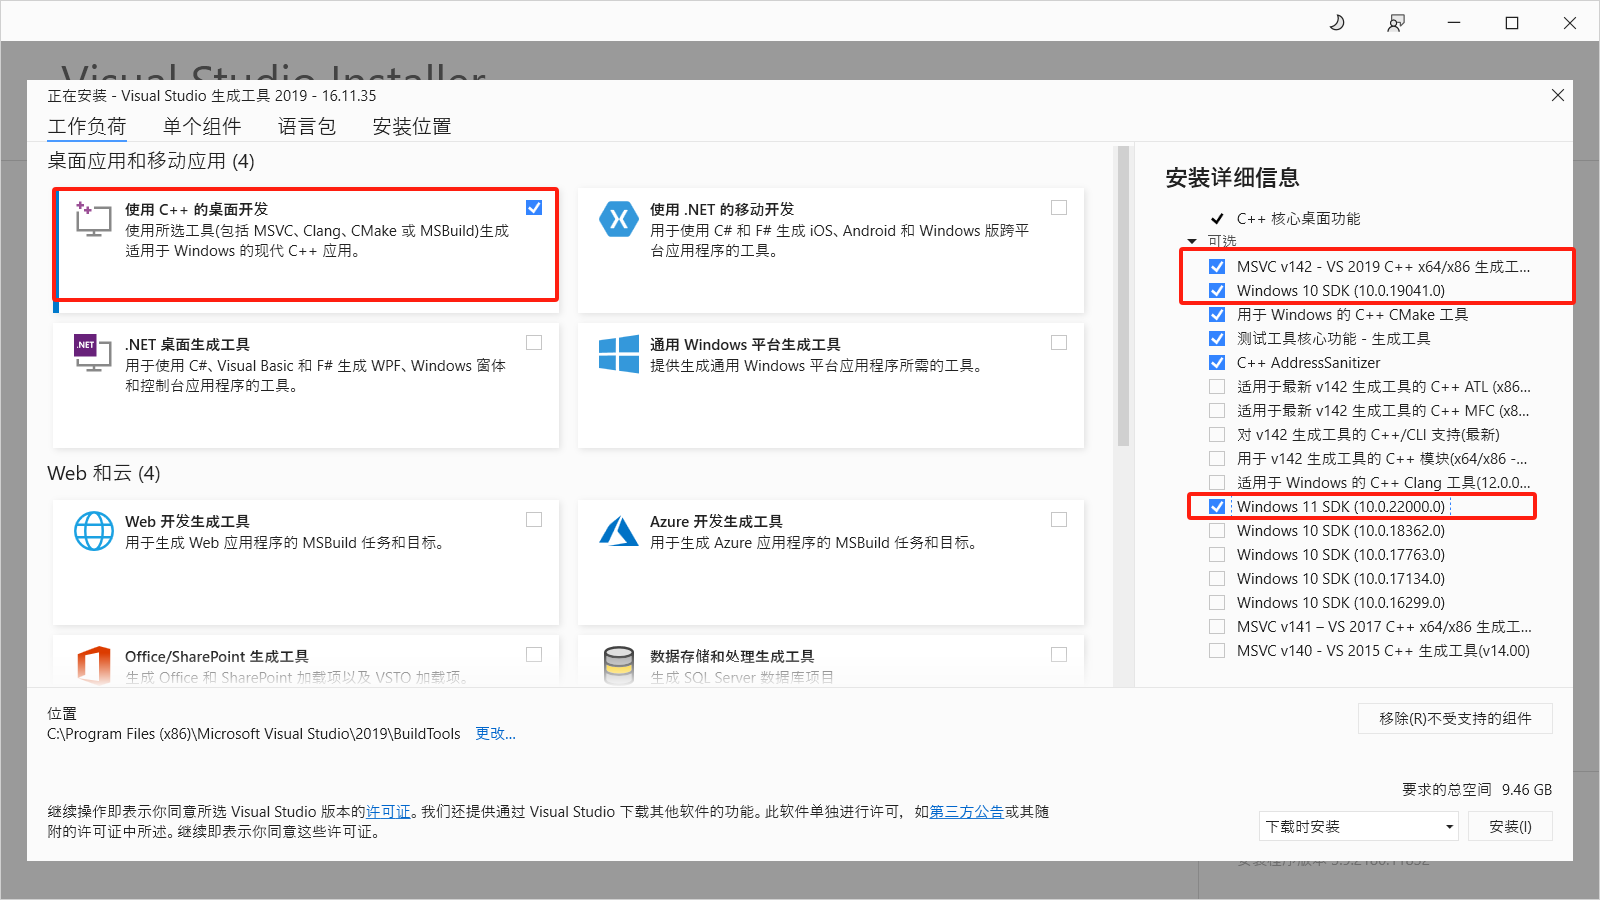 Visual Studio Installer
正在安装 - Visual Studio 生成工具 2019 - 16.11.35
工作负荷 单个组件 语言包 安装位置
桌面应用和移动应用 (4)
使用 C++ 的桌面开发
使用所选工具(包括 MSVC、Clang、CMake 或 MSBuild)生成
适用于 Windows 的现代 C++ 应用。
使用 .NET 的移动开发
用于使用 C# 和 F# 生成 iOS、Android 和 Windows 版跨平
台应用程序的工具。
.NET
.NET 桌面生成工具
用于使用 C#、Visual Basic 和 F# 生成 WPF、Windows 窗体
和控制台应用程序的工具。
通用 Windows 平台生成工具
提供生成通用 Windows 平台应用程序所需的工具。
Web 和云 (4)
Web 开发生成工具
用于生成 Web 应用程序的 MSBuild 任务和目标。
Azure 开发生成工具
用于生成 Azure 应用程序的 MSBuild 任务和目标。
Office/SharePoint 生成工具
生成 Office 和 SharePoint 加载项以及 VSTO 加载项。
数据存储和处理生成工具
生成 SQL Server 数据库项目
安装详细信息
C++ 核心桌面功能
可选
MSVC v142 - VS 2019 C++ x64/x86 生成工...
Windows 10 SDK (10.0.19041.0)
用于 Windows 的 C++ CMake 工具
测试工具核心功能 - 生成工具
C++ AddressSanitizer
适用于最新 v142 生成工具的 C++ ATL (x86...
适用于最新 v142 生成工具的 C++ MFC (x8...
对 v142 生成工具的 C++/CLI 支持(最新)
用于 v142 生成工具的 C++ 模块(x64/x86 -...
适用于 Windows 的 C++ Clang 工具(12.0.0...
Windows 11 SDK (10.0.22000.0)
Windows 10 SDK (10.0.18362.0)
Windows 10 SDK (10.0.17763.0)
Windows 10 SDK (10.0.17134.0)
Windows 10 SDK (10.0.16299.0)
MSVC v141 – VS 2017 C++ x64/x86 生成工...
MSVC v140 - VS 2015 C++ 生成工具(v14.00)
位置
C:\Program Files (x86)\Microsoft Visual Studio\2019\BuildTools 更改...
移除(R)不受支持的组件
要求的总空间 9.46 GB
继续操作即表示你同意所选 Visual Studio 版本的许可证。我们还提供通过 Visual Studio 下载其他软件的功能。此软件单独进行许可，如第三方公告或其随
附的许可证中所述。继续即表示你同意这些许可证。
下载时安装 安装(I)